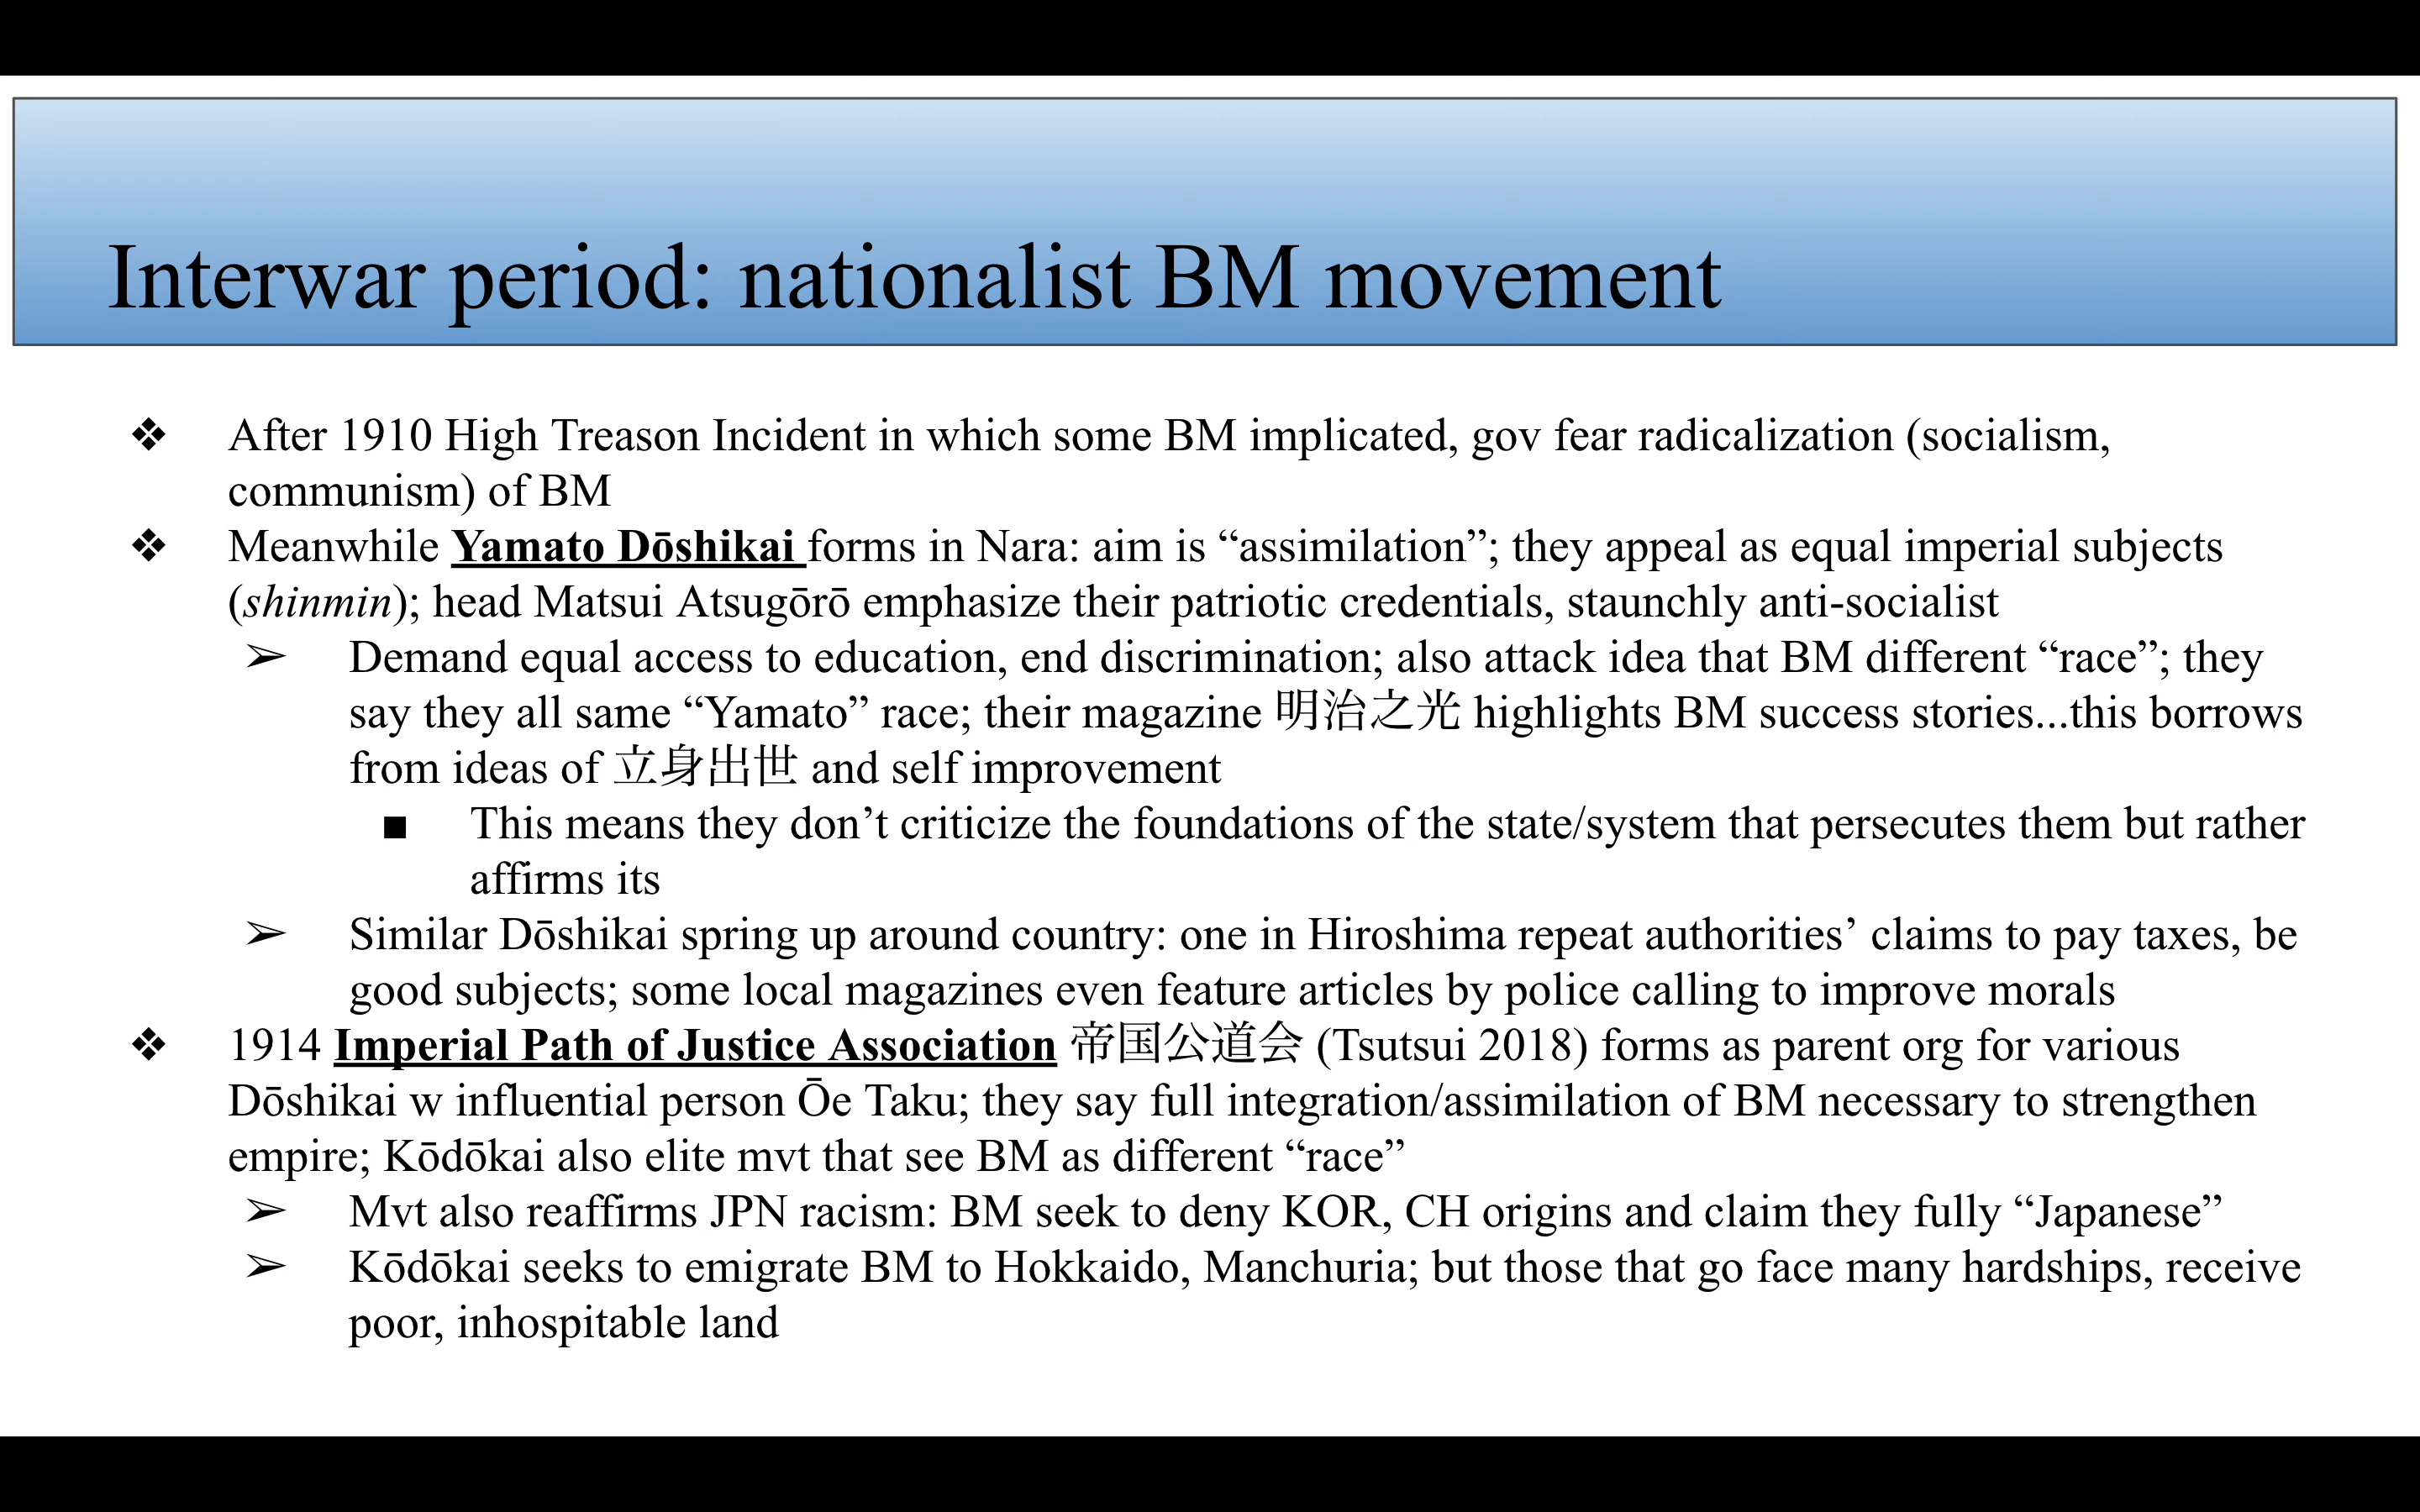 Interwar period: nationalist BM movement
❖ After 1910 High Treason Incident in which some BM implicated, gov fear radicalization (socialism,
communism) of BM
❖ Meanwhile Yamato Dōshikai forms in Nara: aim is “assimilation”; they appeal as equal imperial subjects
(shinmin); head Matsui Atsugōrō emphasize their patriotic credentials, staunchly anti-socialist
➢ Demand equal access to education, end discrimination; also attack idea that BM different “race”; they
say they all same “Yamato” race; their magazine 明治之光 highlights BM success stories...this borrows
from ideas of 立身出世 and self improvement
■ This means they don’t criticize the foundations of the state/system that persecutes them but rather
affirms its
➢ Similar Dōshikai spring up around country: one in Hiroshima repeat authorities’ claims to pay taxes, be
good subjects; some local magazines even feature articles by police calling to improve morals
❖ 1914 Imperial Path of Justice Association 帝国公道会 (Tsutsui 2018) forms as parent org for various
Dōshikai w influential person Ōe Taku; they say full integration/assimilation of BM necessary to strengthen
empire; Kōdōkai also elite mvt that see BM as different “race”
➢ Mvt also reaffirms JPN racism: BM seek to deny KOR, CH origins and claim they fully “Japanese”
➢ Kōdōkai seeks to emigrate BM to Hokkaido, Manchuria; but those that go face many hardships, receive
poor, inhospitable land